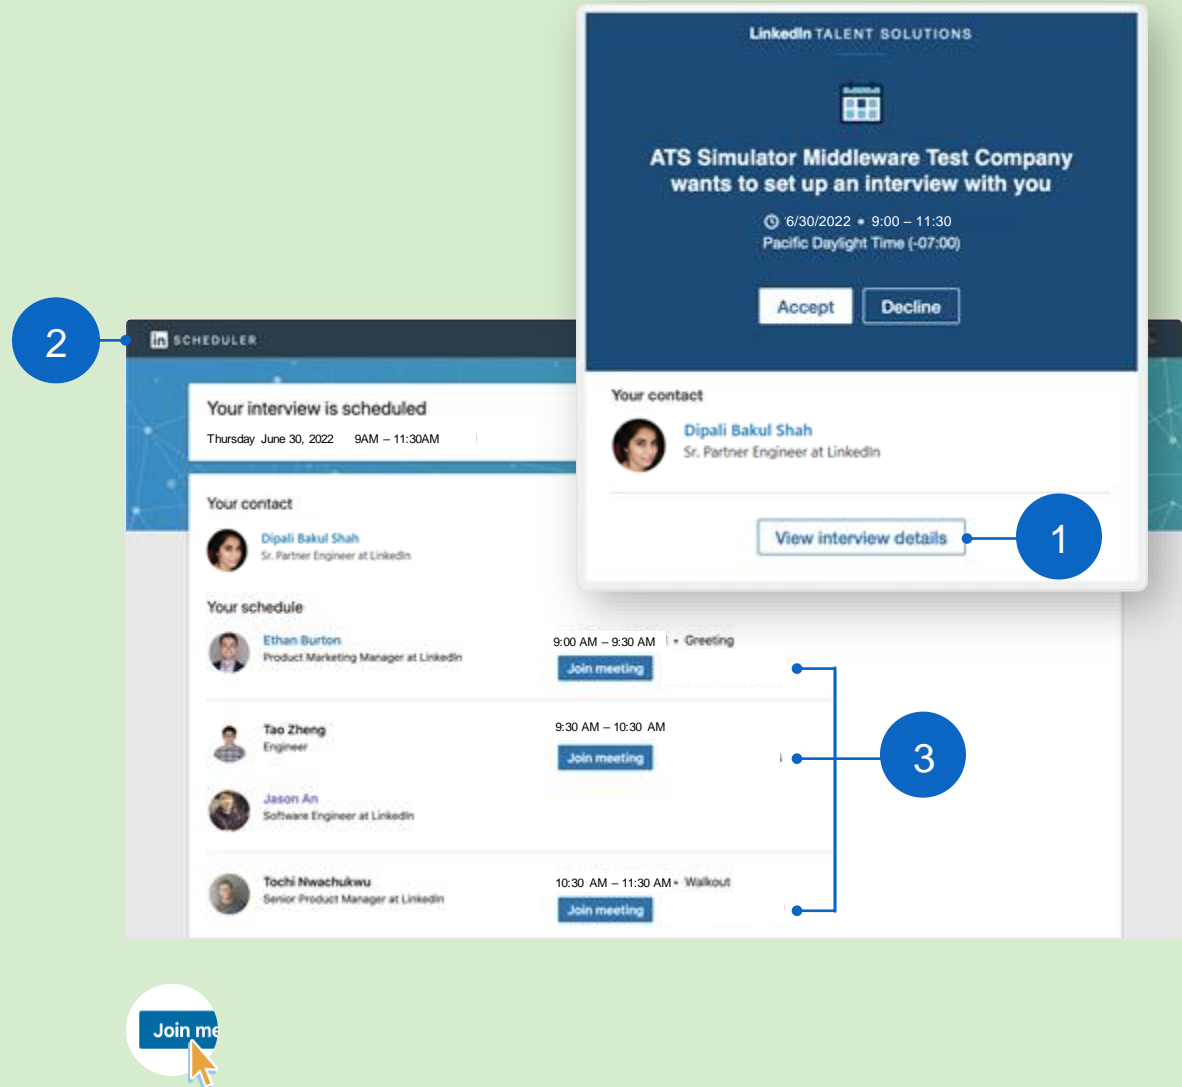 LinkedIn TALENT SOLUTIONS
ATS Simulator Middleware Test Company
wants to set up an interview with you
6/30/2022 • 9:00 – 11:30
Pacific Daylight Time (-07:00)
Accept
Decline
Your contact
Dipali Bakul Shah
Sr. Partner Engineer at LinkedIn
View interview details
1
2
in SCHEDULER
Your interview is scheduled
Thursday June 30, 2022 9AM – 11:30AM
Your contact
Dipali Bakul Shah
Sr. Partner Engineer at LinkedIn
Your schedule
Ethan Burton
Product Marketing Manager at LinkedIn
9:00 AM – 9:30 AM • Greeting
Join meeting
Tao Zheng
Engineer
9:30 AM – 10:30 AM
Join meeting
3
Jason An
Software Engineer at LinkedIn
Tochi Nwachukwu
Senior Product Manager at LinkedIn
10:30 AM – 11:30 AM • Walkout
Join meeting
Join me